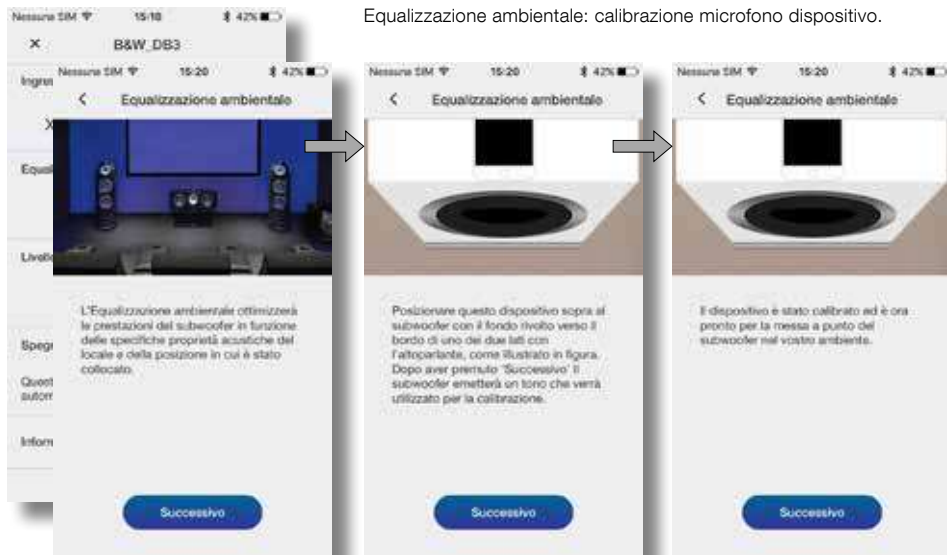 Equalizzazione ambientale: calibrazione microfono dispositivo.
Nessuna SIM 15:18 42%
× B&W_DB3
Ingres
Equali
Livello
Spegn
Quest
autom
Inform
Nessuna SIM 15:20 42%
< Equalizzazione ambientale
L'Equalizzazione ambientale ottimizzerà
le prestazioni del subwoofer in funzione
delle specifiche proprietà acustiche del
locale e della posizione in cui è stato
collocato.
Successivo
Nessuna SIM 15:20 42%
< Equalizzazione ambientale
Posizionare questo dispositivo sopra al
subwoofer con il fondo rivolto verso il
bordo di uno dei due lati con
l'altoparlante, come illustrato in figura.
Dopo aver premuto 'Successivo' il
subwoofer emetterà un tono che verrà
utilizzato per la calibrazione.
Successivo
Nessuna SIM 15:20 42%
< Equalizzazione ambientale
Il dispositivo è stato calibrato ed è ora
pronto per la messa a punto del
subwoofer nel vostro ambiente.
Successivo